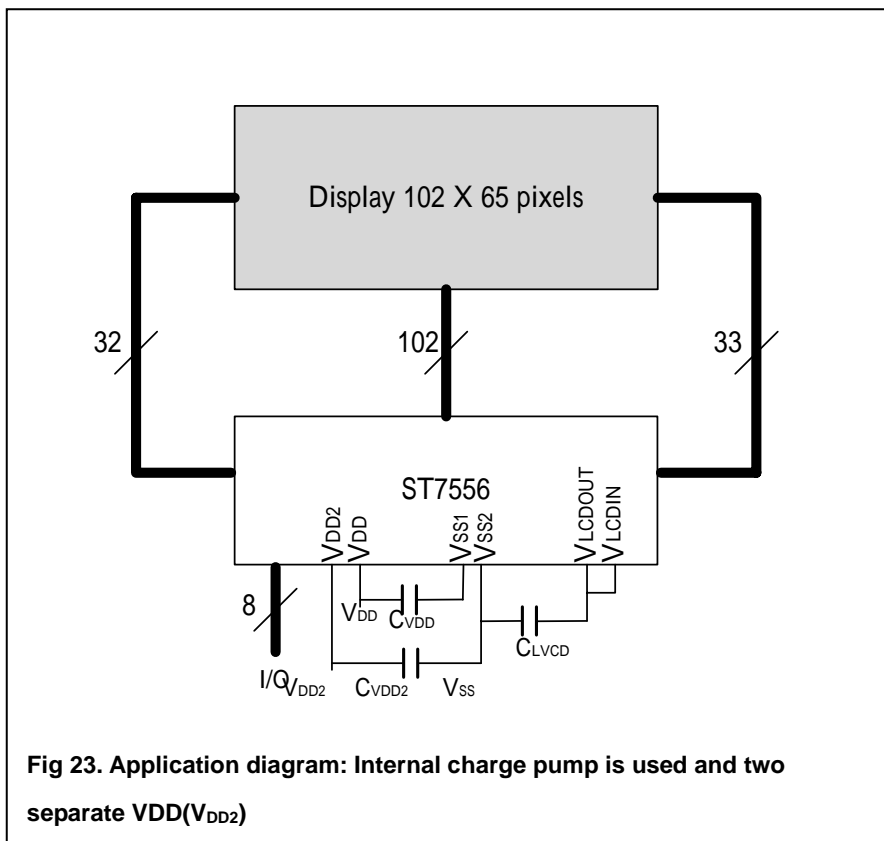 Display 102 X 65 pixels
32
102
33
ST7556
VDD2
VDD
VSS1
VSS2
VLCDOUT
VLCDIN
8
VDD
CVDD
CLVCD
I/O
VDD2
CVDD2
VSS
Fig 23. Application diagram: Internal charge pump is used and two
separate VDD(VDD2)